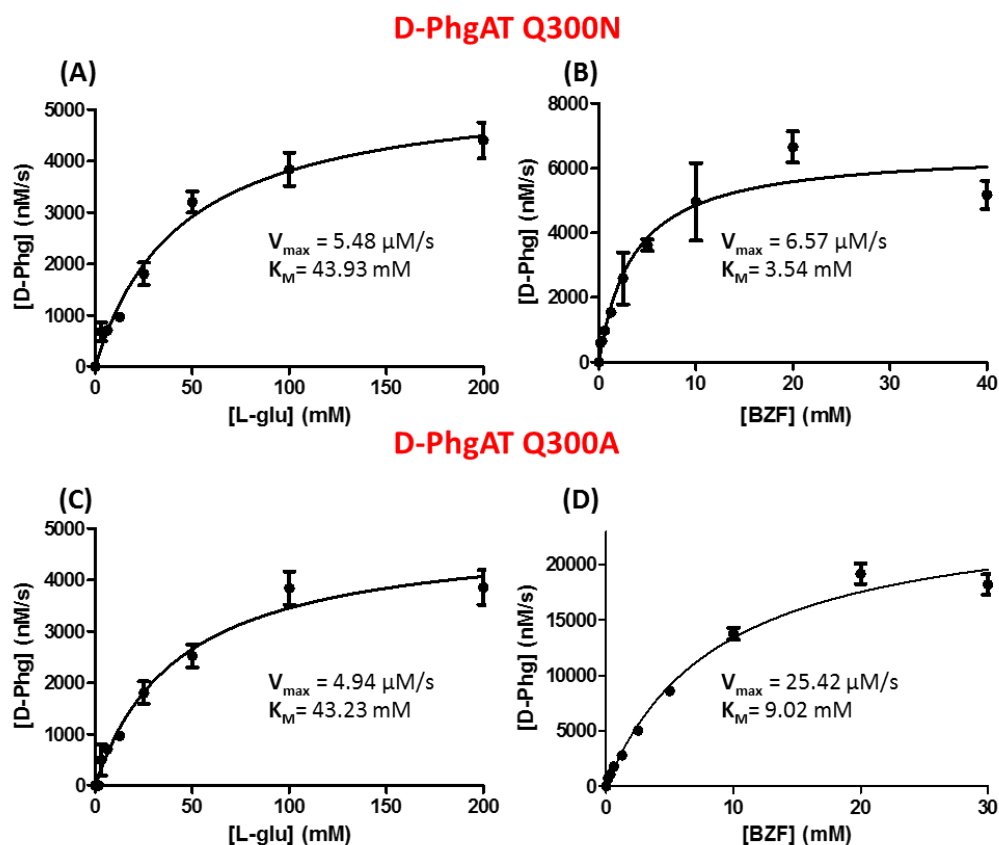 D-PhgAT Q300N
(A)
[D-Phg] (nM/s)
5000
4000
3000
2000
1000
0
0 50 100 150 200
[L-glu] (mM)
Vmax = 5.48 µM/s
KM= 43.93 mM
(B)
[D-Phg] (nM/s)
8000
6000
4000
2000
0
0 10 20 30 40
[BZF] (mM)
Vmax = 6.57 µM/s
KM= 3.54 mM
D-PhgAT Q300A
(C)
[D-Phg] (nM/s)
5000
4000
3000
2000
1000
0
0 50 100 150 200
[L-glu] (mM)
Vmax = 4.94 µM/s
KM= 43.23 mM
(D)
[D-Phg] (nM/s)
20000
15000
10000
5000
0
0 10 20 30
[BZF] (mM)
Vmax = 25.42 µM/s
KM= 9.02 mM